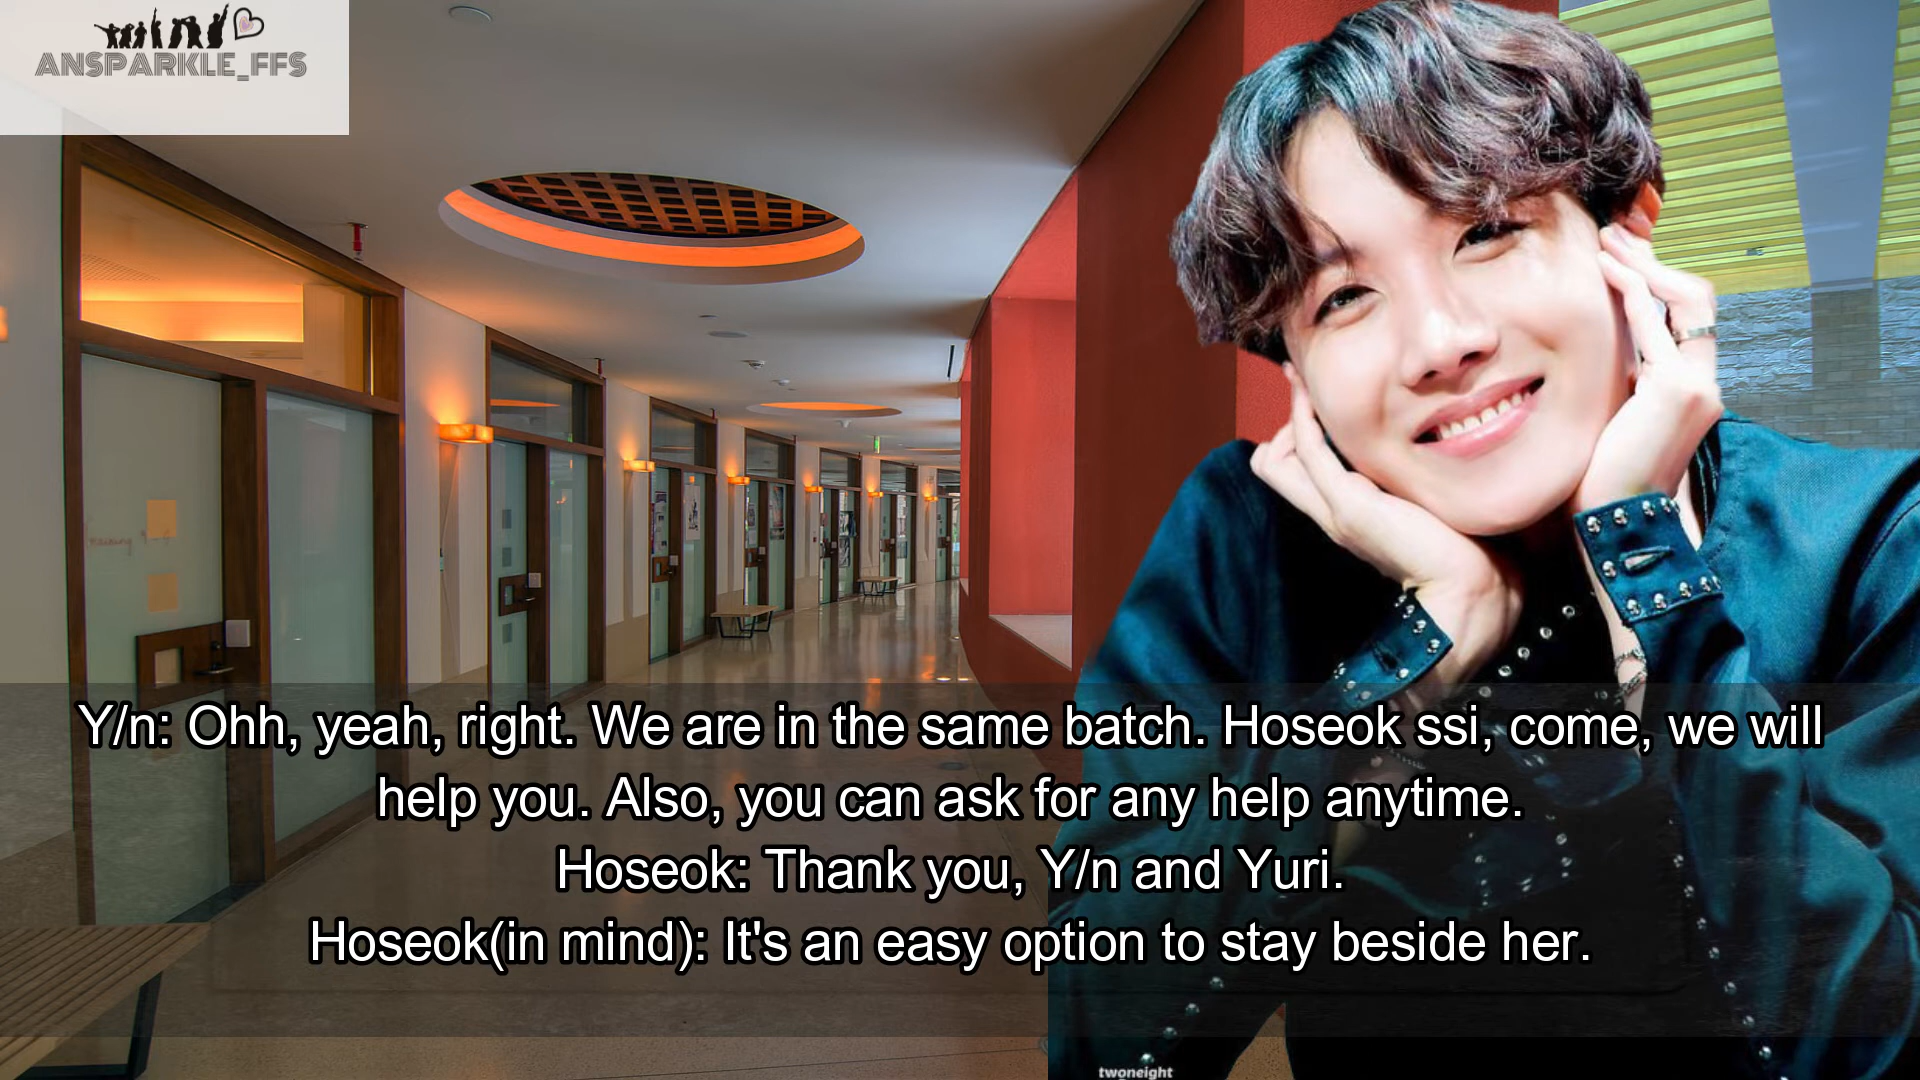 ANSPARKLE_FFS
Y/n: Ohh, yeah, right. We are in the same batch. Hoseok ssi, come, we will
help you. Also, you can ask for any help anytime.
Hoseok: Thank you, Y/n and Yuri.
Hoseok(in mind): It's an easy option to stay beside her.
twoneight